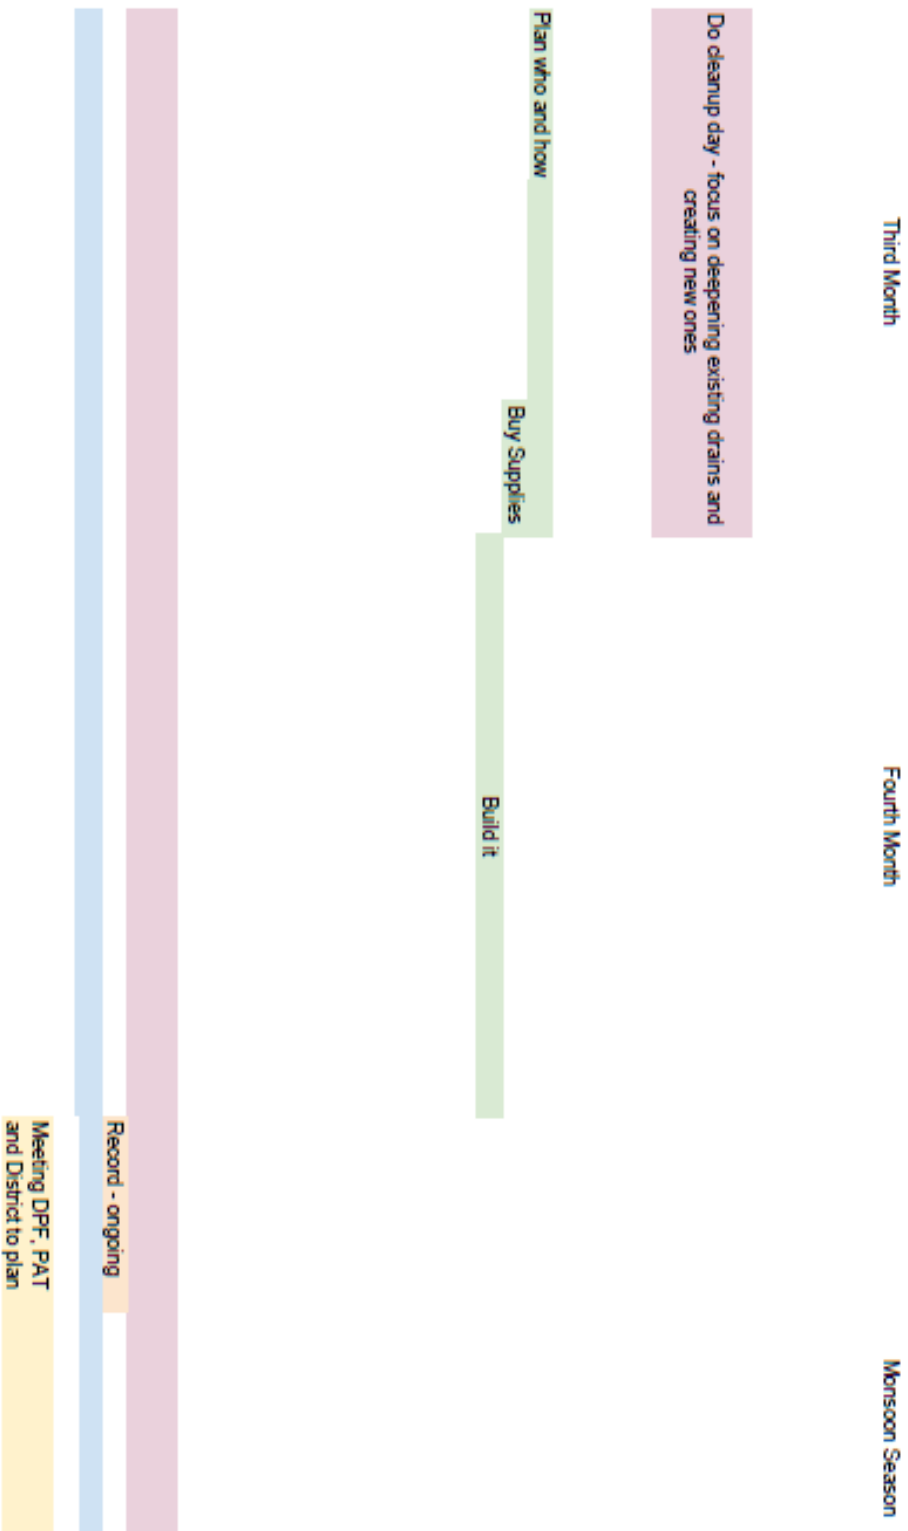 Third Month
Fourth Month
Monsoon Season
Do cleanup day - focus on deepening existing drains and
creating new ones
Plan who and how
Buy Supplies
Build it
Record - ongoing
Meeting DPF, PAT
and District to plan